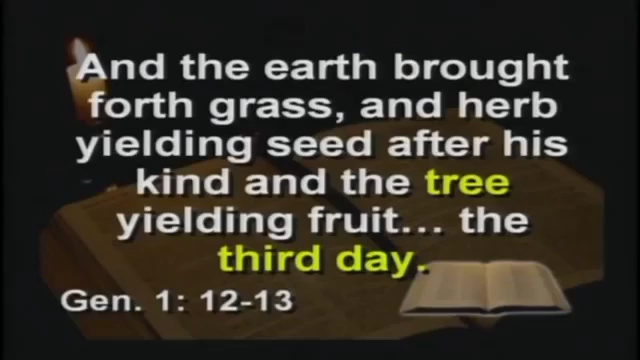 And the earth brought
forth grass, and herb
yielding seed after his
kind and the tree
yielding fruit... the
third day.
Gen. 1: 12-13